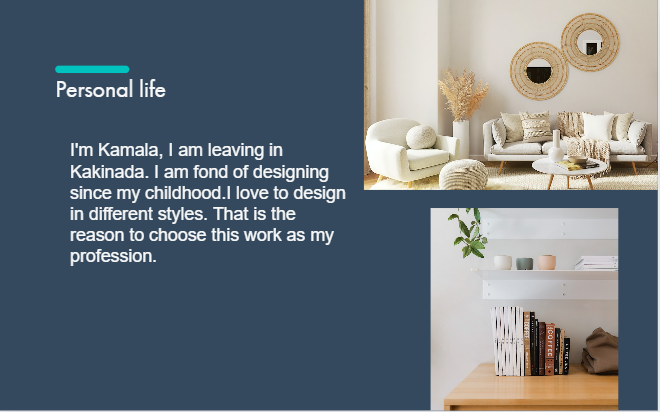 Personal life
I'm Kamala, I am leaving in
Kakinada. I am fond of designing
since my childhood.I love to design
in different styles. That is the
reason to choose this work as my
profession.
COFFEE